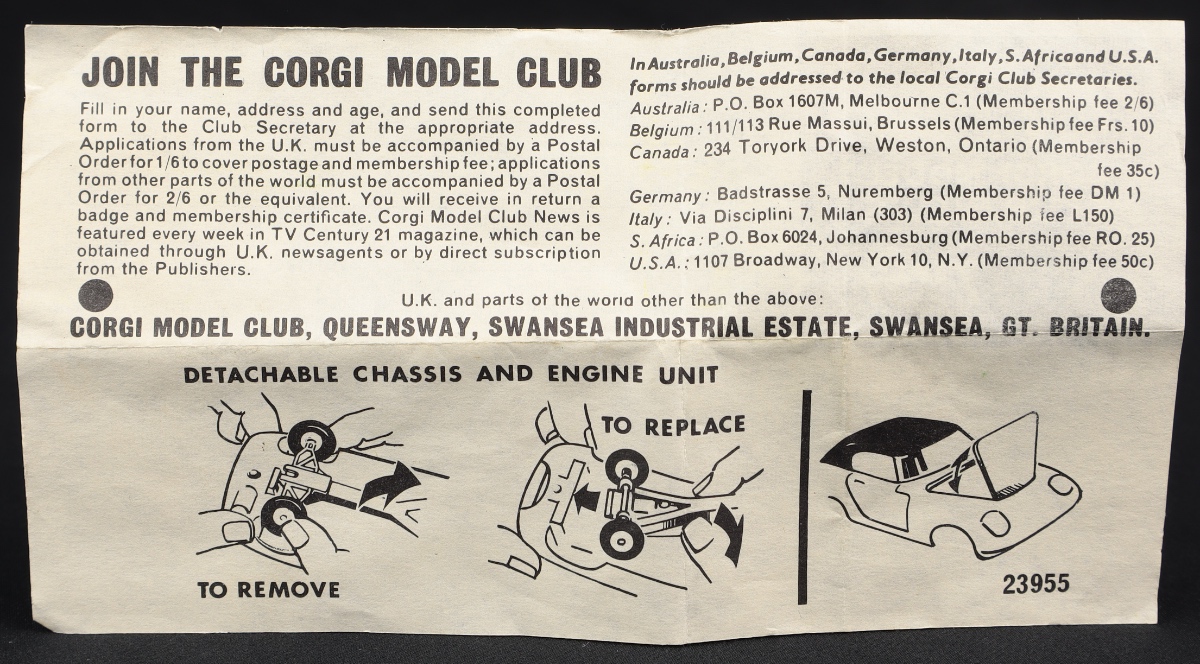 JOIN THE CORGI MODEL CLUB
Fill in your name, address and age, and send this completed
form to the Club Secretary at the appropriate address.
Applications from the U.K. must be accompanied by a Postal
Order for 1/6 to cover postage and membership fee; applications
from other parts of the world must be accompanied by a Postal
Order for 2/6 or the equivalent. You will receive in return a
badge and membership certificate. Corgi Model Club News is
featured every week in TV Century 21 magazine, which can be
obtained through U.K. newsagents or by direct subscription
from the Publishers.
In Australia, Belgium, Canada, Germany, Italy, S. Africa and U.S.A.
forms should be addressed to the local Corgi Club Secretaries.
Australia: P.O. Box 1607M, Melbourne C.1 (Membership fee 2/6)
Belgium: 111/113 Rue Massui, Brussels (Membership fee Frs. 10)
Canada: 234 Toryork Drive, Weston, Ontario (Membership
fee 35c)
Germany: Badstrasse 5, Nuremberg (Membership fee DM 1)
Italy: Via Disciplini 7, Milan (303) (Membership fee L150)
S. Africa: P.O. Box 6024, Johannesburg (Membership fee RO. 25)
U.S.A.: 1107 Broadway, New York 10, N.Y. (Membership fee 50c)
U.K. and parts of the world other than the above:
CORGI MODEL CLUB, QUEENSWAY, SWANSEA INDUSTRIAL ESTATE, SWANSEA, GT. BRITAIN.
DETACHABLE CHASSIS AND ENGINE UNIT
TO REPLACE
TO REMOVE
23955